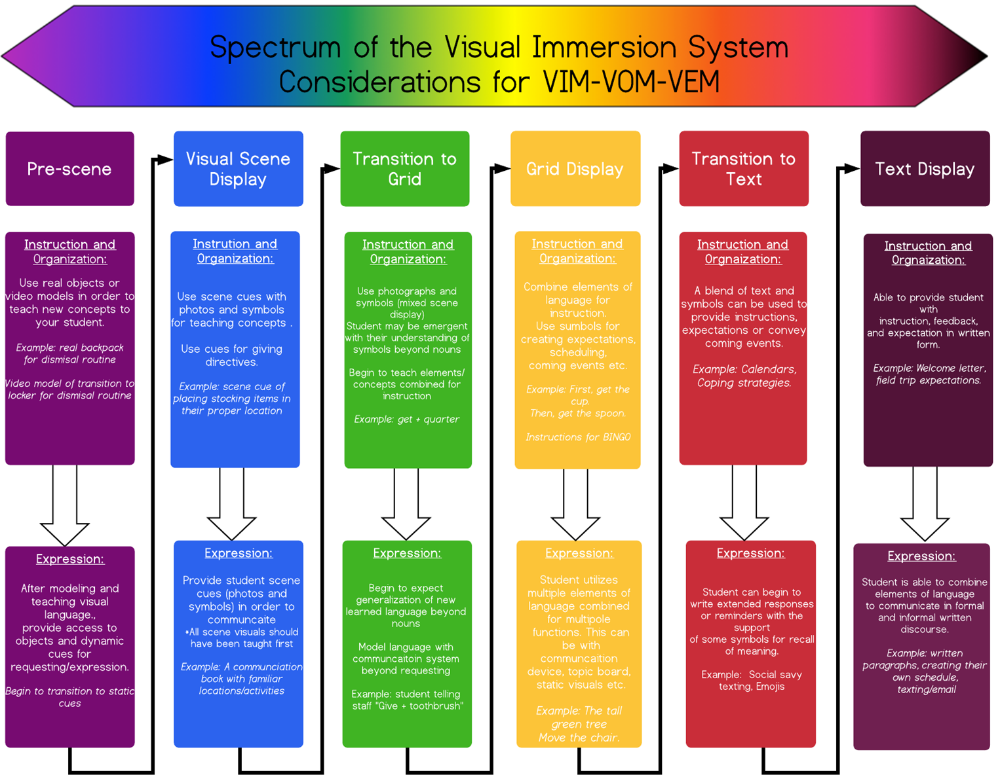 Spectrum of the Visual Immersion System
Considerations for VIM-VOM-VEM
Pre-scene
Visual Scene
Display
Transition to
Grid
Grid Display
Transition to
Text
Text Display
Instruction and
Organization:
Use real objects or
video models in order to
teach new concepts to
your student.
Example: real backpack
for dismisal routine
Video model of transition to
locker for dismisal routine
Instrution and
Organization:
Use scene cues with
photos and symbols
for teaching concepts .
Use cues for giving
directives.
Example: scene cue of
placing stocking items in
their proper location
Instruction and
Organization:
Use photographs and
symbols (mixed scene
display)
Student may be emergent
with their understanding of
symbols beyond nouns
Begin to teach elements/
concepts combined for
instruction
Example: get + quarter
Instruction and
Orgnaization:
Combine elements of
language for
instruction.
Use sumbols for
creating expectations,
scheduling,
coming events etc.
Example: First, get the
cup.
Then, get the spoon.
Instructions for BINGO
Instruction and
Orgnaization:
A blend of text and
symbols can be used to
provide instructions,
expectations or convey
coming events.
Example: Calendars,
Coping strategies.
Instruction and
Orgnaization:
Able to provide student
with
instruction, feedback,
and expectation in written
form.
Example: Welcome letter,
field trip expectations.
Expression:
After modeling and
teaching visual
language.,
provide access to
objects and dynamic
cues for
requesting/expression.
Begin to transition to static
cues
Expression:
Provide student scene
cues (photos and
symbols) in order to
communcaite
*All scene visuals should
have been taught first
Example: A communciation
book with familiar
locations/activities
Expression:
Begin to expect
generalization of new
learned language beyond
nouns
Model language with
communcaitoin system
beyond requesting
Example: student telling
staff "Give + toothbrush"
Expression:
Student utilizes
multiple elements of
language combined
for multipole
functions. This can
be with
communcaition
device, topic board,
static visuals etc.
Example: The tall
green tree
Move the chair.
Expression:
Student can begin to
write extended responses
or reminders with the
support
of some symbols for recall
of meaning.
Example: Social savy
texting, Emojis
Expression:
Student is able to combine
elements of language
to communicate in formal
and informal written
discourse.
Example: written
paragraphs, creating their
own schedule,
texting/email